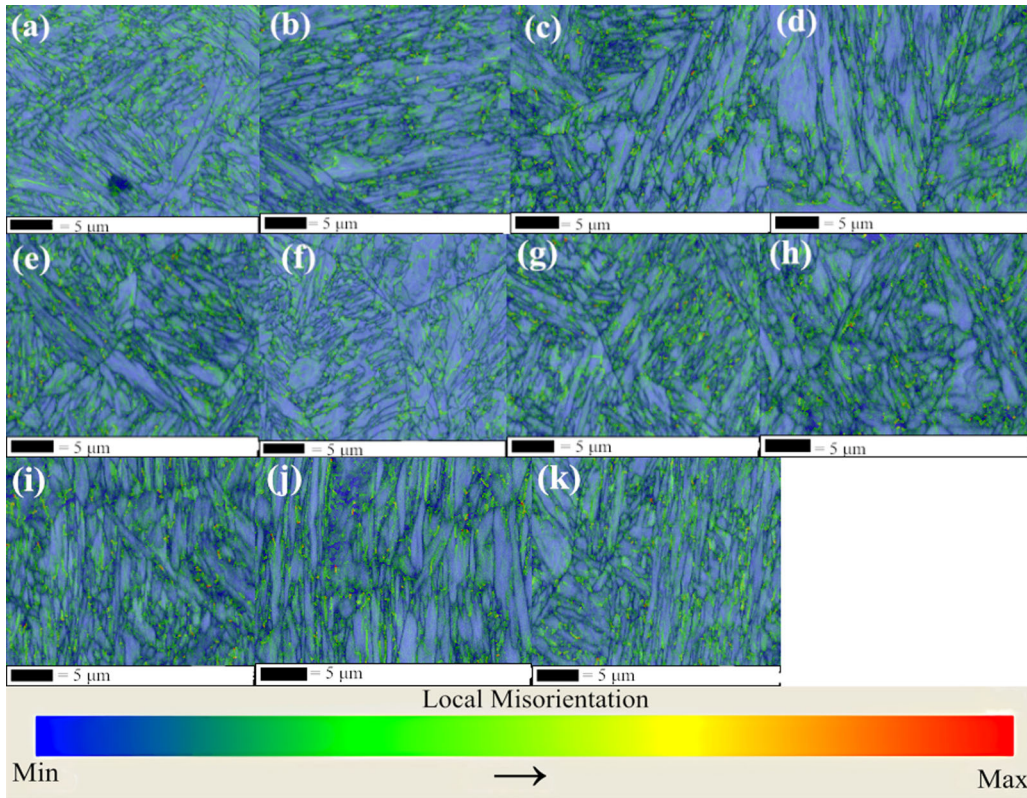 (a) (b) (c) (d)
= 5 μm = 5 μm = 5 μm = 5 μm
(e) (f) (g) (h)
= 5 μm = 5 μm = 5 μm = 5 μm
(i) (j) (k)
= 5 μm = 5 μm = 5 μm
Local Misorientation
Min → Max